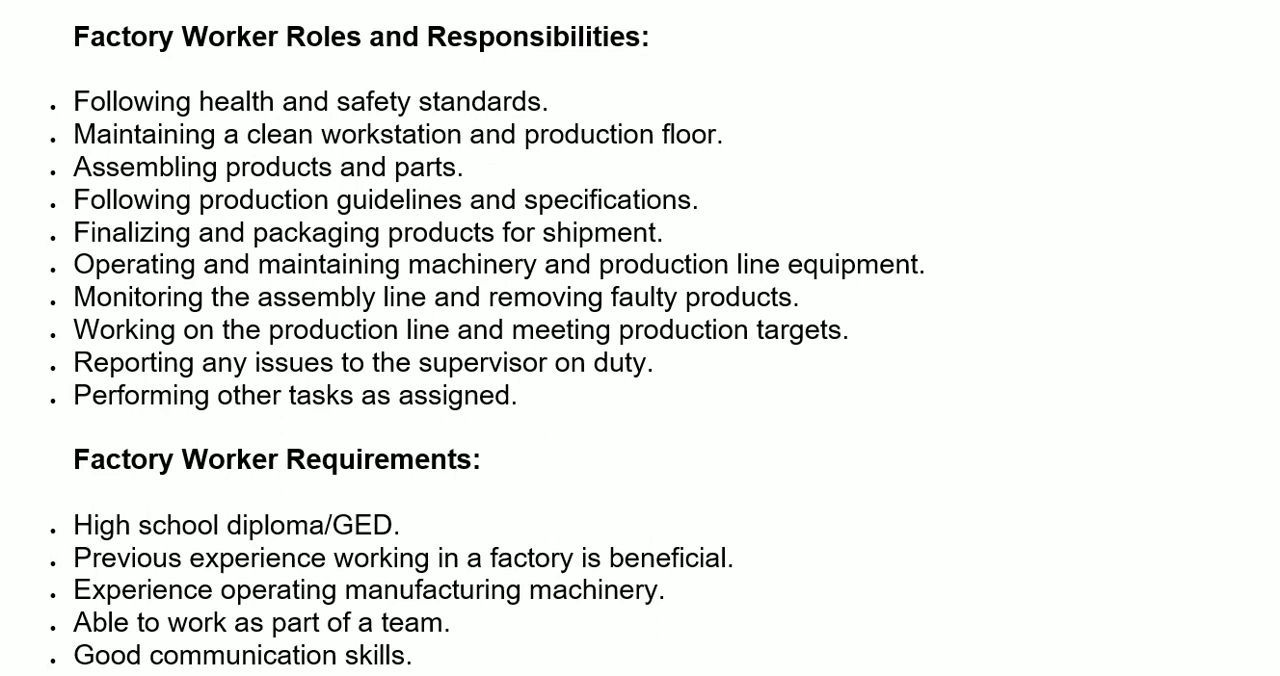 Factory Worker Roles and Responsibilities:
• Following health and safety standards.
• Maintaining a clean workstation and production floor.
• Assembling products and parts.
• Following production guidelines and specifications.
• Finalizing and packaging products for shipment.
• Operating and maintaining machinery and production line equipment.
• Monitoring the assembly line and removing faulty products.
• Working on the production line and meeting production targets.
• Reporting any issues to the supervisor on duty.
• Performing other tasks as assigned.
Factory Worker Requirements:
• High school diploma/GED.
• Previous experience working in a factory is beneficial.
• Experience operating manufacturing machinery.
• Able to work as part of a team.
• Good communication skills.